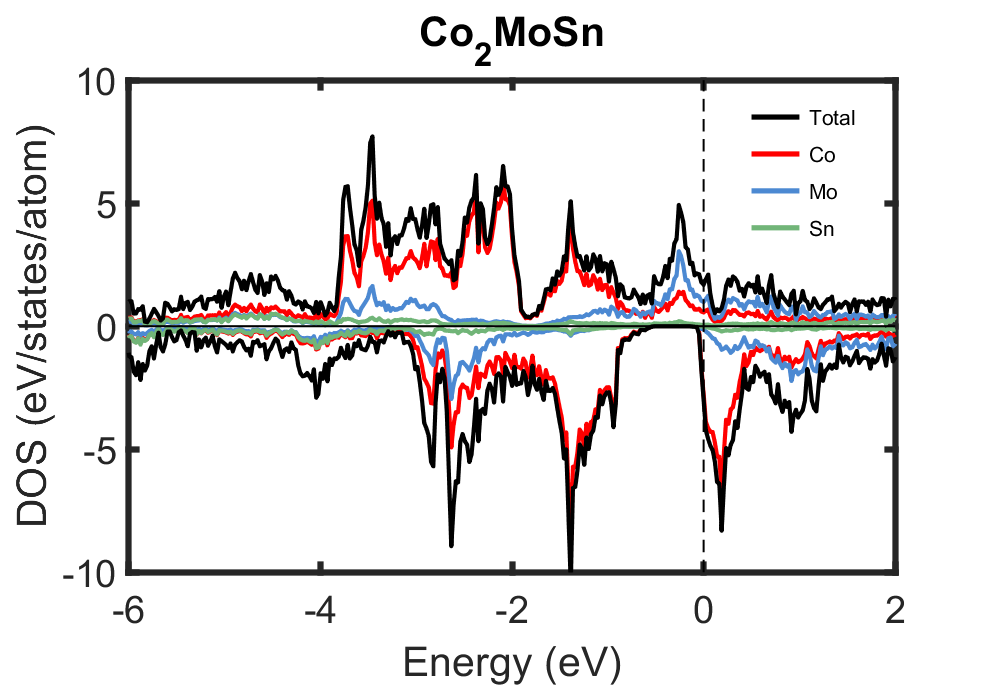 Co2MoSn
10
5
0
-5
-10
DOS (eV/states/atom)
Total
Co
Mo
Sn
-6 -4 -2 0 2
Energy (eV)